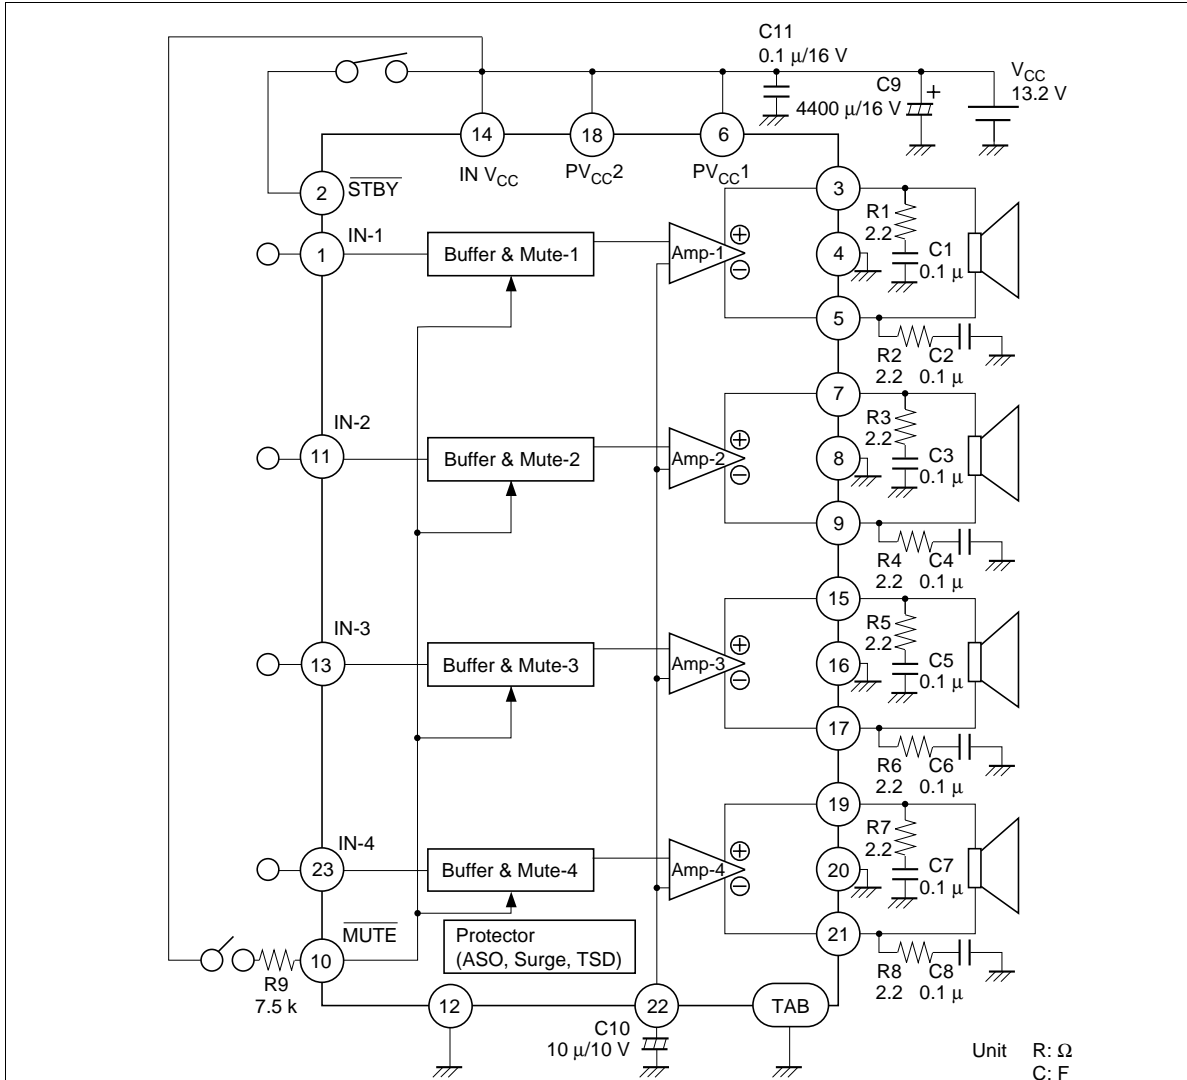 C11
0.1 μ/16 V
C9
+
4400 μ/16 V
VCC
13.2 V
14
18
6
IN VCC
PVCC2
PVCC1
2
STBY
3
R1
2.2
C1
0.1 μ
IN-1
1
Buffer & Mute-1
Amp-1
+
−
4
5
R2
2.2
C2
0.1 μ
7
R3
2.2
C3
0.1 μ
IN-2
11
Buffer & Mute-2
Amp-2
+
−
8
9
R4
2.2
C4
0.1 μ
15
R5
2.2
C5
0.1 μ
IN-3
13
Buffer & Mute-3
Amp-3
+
−
16
17
R6
2.2
C6
0.1 μ
19
R7
2.2
C7
0.1 μ
IN-4
23
Buffer & Mute-4
Amp-4
+
−
20
21
R8
2.2
C8
0.1 μ
MUTE
10
R9
7.5 k
Protector
(ASO, Surge, TSD)
12
22
TAB
C10
10 μ/10 V
Unit R: Ω
C: F